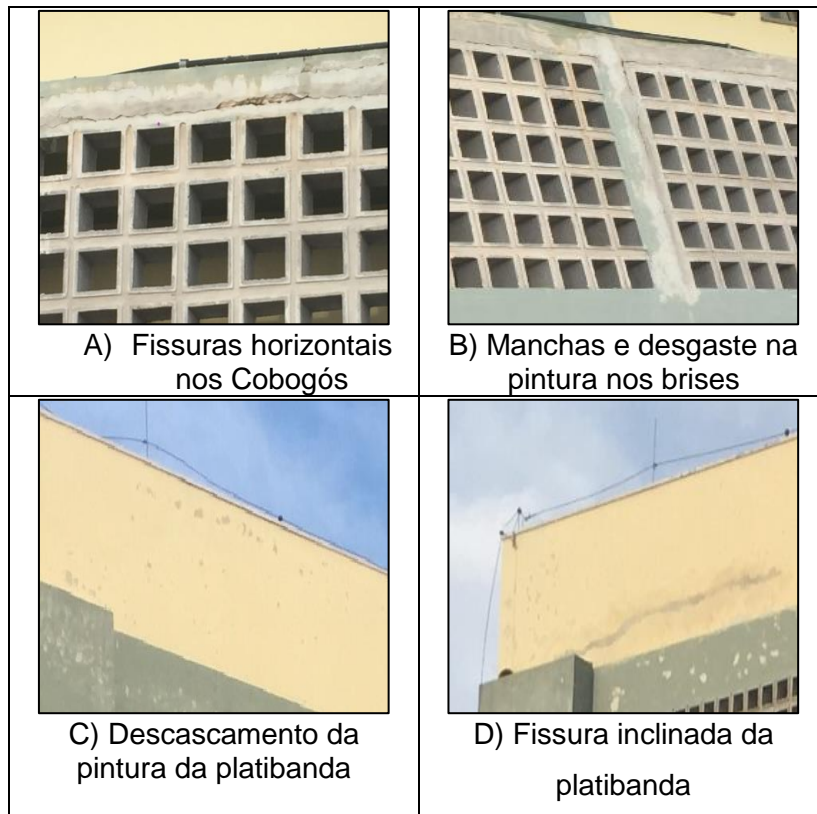 A) Fissuras horizontais
nos Cobogós
B) Manchas e desgaste na
pintura nos brises
C) Descascamento da
pintura da platibanda
D) Fissura inclinada da
platibanda